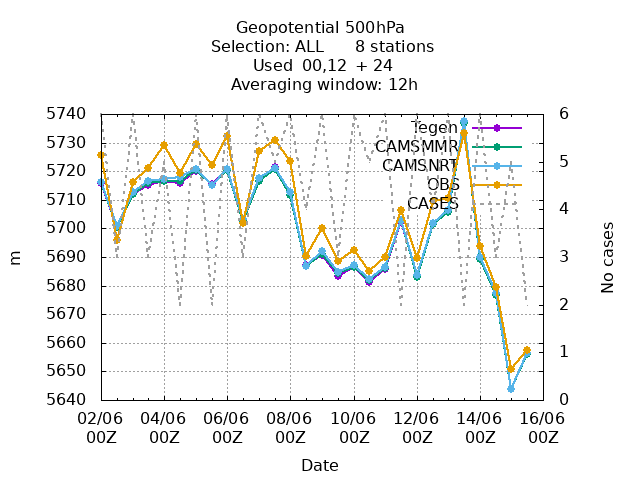 Geopotential 500hPa
Selection: ALL 8 stations
Used 00,12 + 24
Averaging window: 12h
5740
5730
5720
5710
5700
5690
5680
5670
5660
5650
5640
m
6
5
4
3
2
1
0
No cases
Tegen
CAMSMMR
CAMSNRT
OBS
CASES
02/06 04/06 06/06 08/06 10/06 12/06 14/06 16/06
00Z 00Z 00Z 00Z 00Z 00Z 00Z 00Z
Date